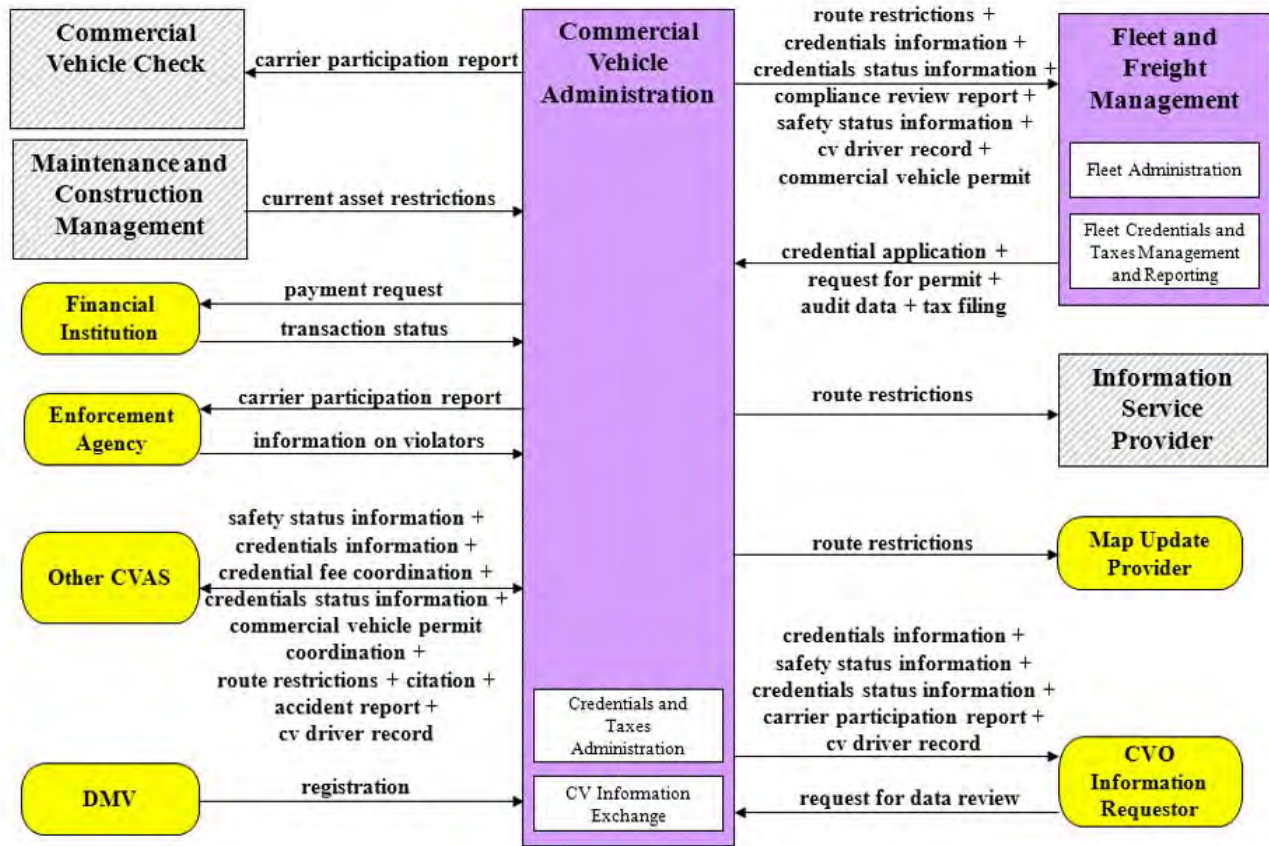 Commercial
Vehicle Check
carrier participation report
Maintenance and
Construction
Management
current asset restrictions
Financial
Institution
payment request
transaction status
Enforcement
Agency
carrier participation report
information on violators
Other CVAS
safety status information +
credentials information +
credential fee coordination +
credentials status information +
commercial vehicle permit
coordination +
route restrictions + citation +
accident report +
cv driver record
DMV
registration
Commercial
Vehicle
Administration
Credentials and
Taxes
Administration
CV Information
Exchange
route restrictions +
credentials information +
credentials status information +
compliance review report +
safety status information +
cv driver record +
commercial vehicle permit
Fleet and
Freight
Management
Fleet Administration
Fleet Credentials and
Taxes Management
and Reporting
credential application +
request for permit +
audit data + tax filing
route restrictions
Information
Service
Provider
route restrictions
Map Update
Provider
credentials information +
safety status information +
credentials status information +
carrier participation report +
cv driver record
request for data review
CVO
Information
Requestor